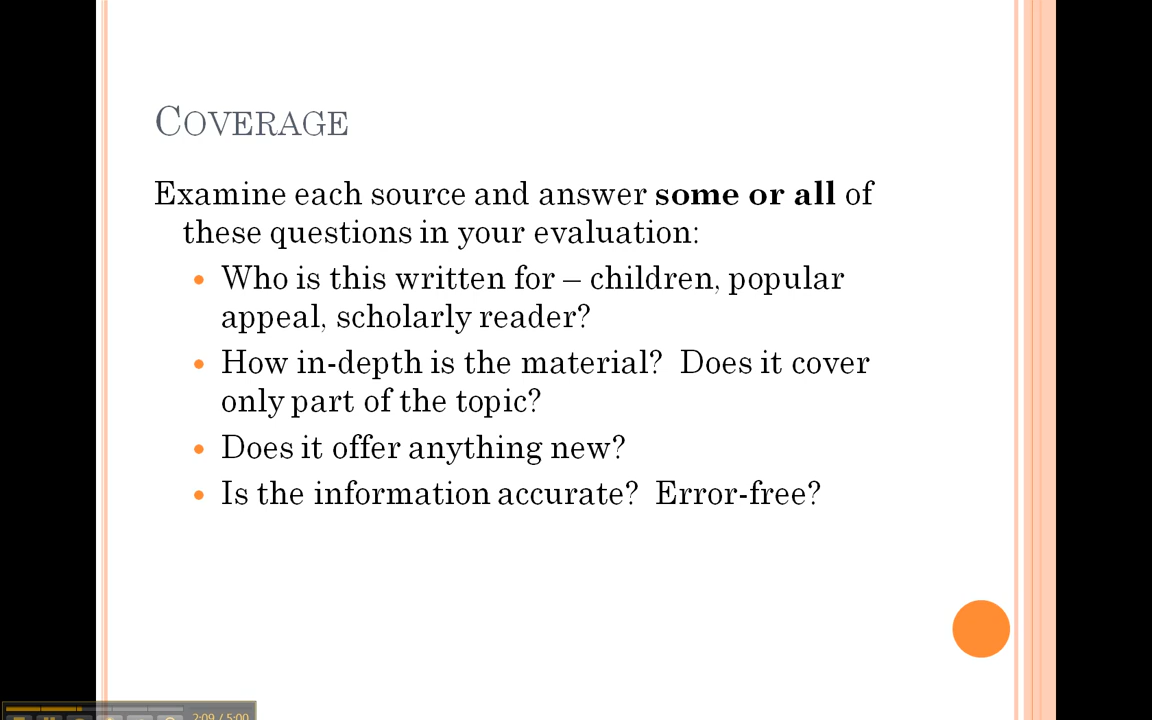 COVERAGE
Examine each source and answer some or all of
these questions in your evaluation:
Who is this written for – children, popular
appeal, scholarly reader?
How in-depth is the material?  Does it cover
only part of the topic?
Does it offer anything new?
Is the information accurate?  Error-free?
2:09 / 5:00